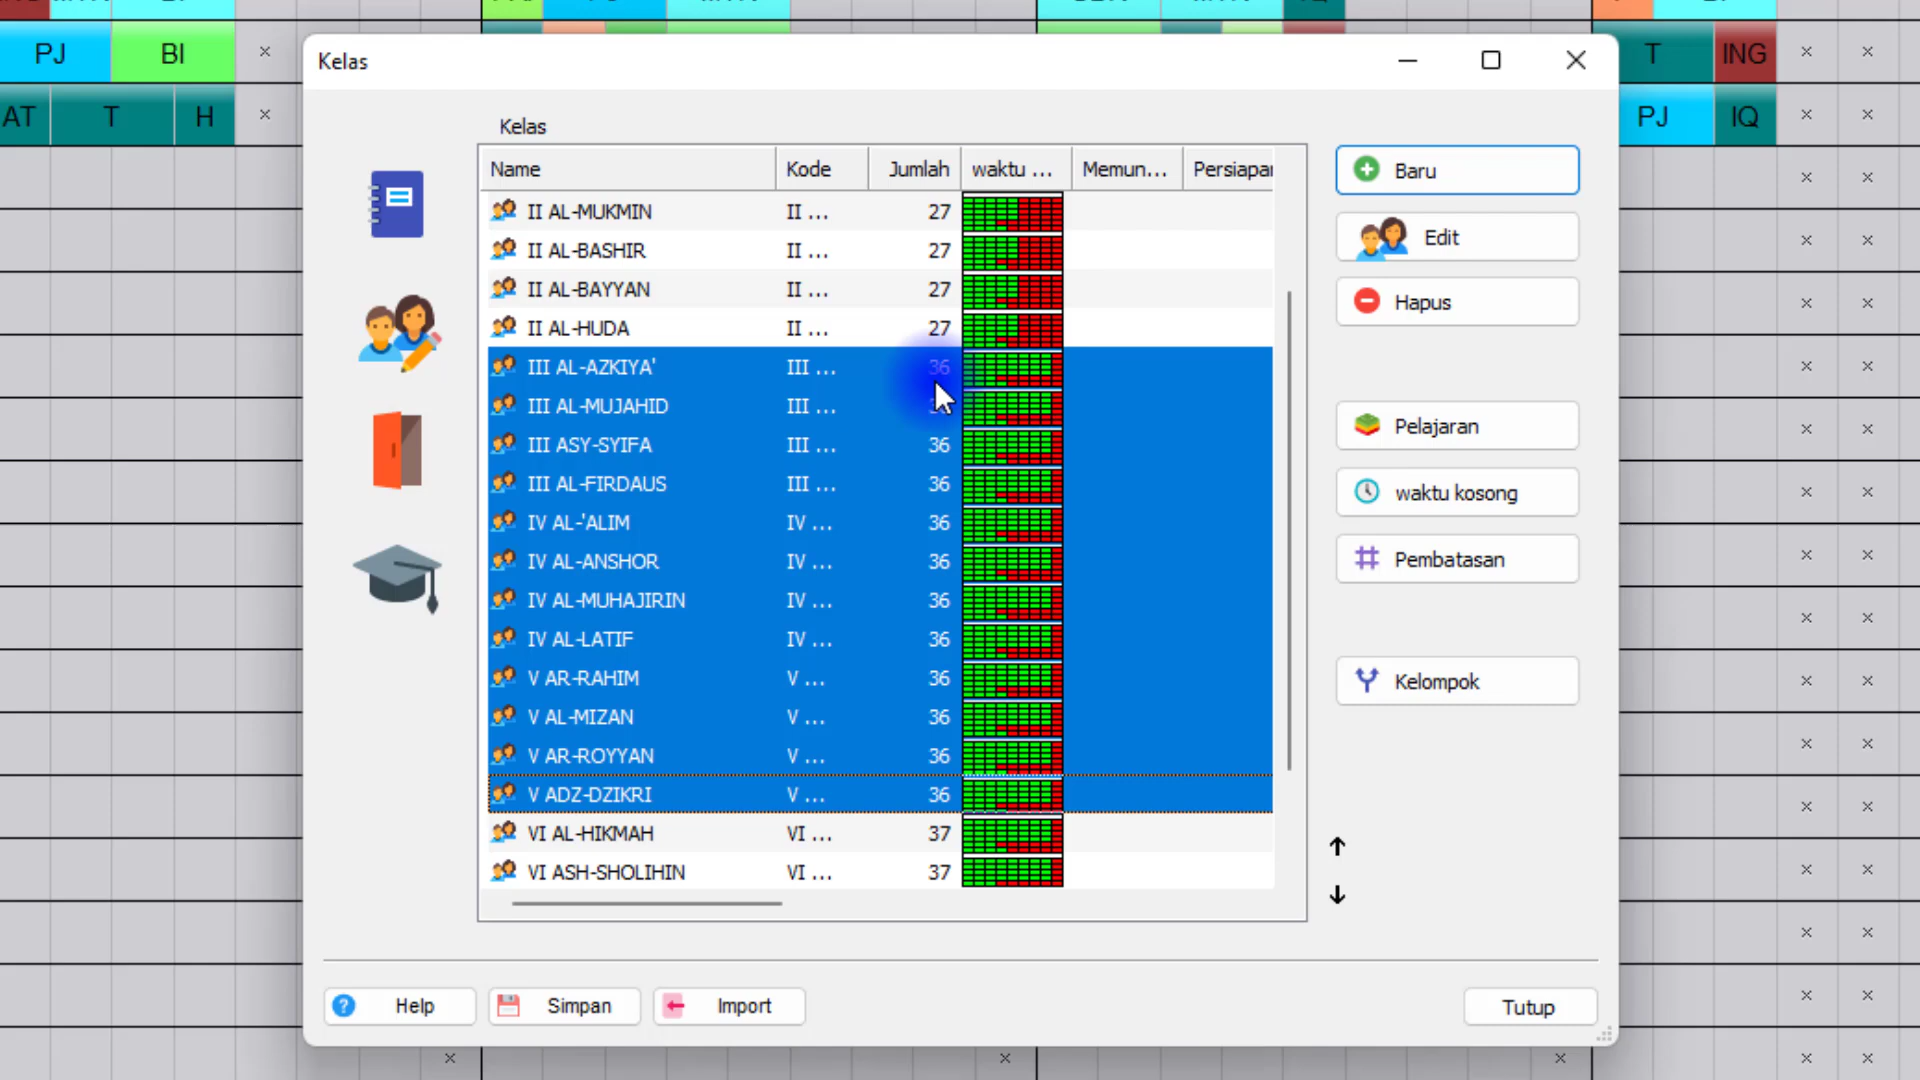 PJ BI ×
AT T H ×
Kelas
T ING × ×
PJ IQ × ×
Kelas
Name Kode Jumlah waktu ... Memun... Persiapar
II AL-MUKMIN II ... 27
II AL-BASHIR II ... 27
II AL-BAYYAN II ... 27
II AL-HUDA II ... 27
III AL-AZKIYA' III ... 36
III AL-MUJAHID III ...
III ASY-SYIFA III ... 36
III AL-FIRDAUS III ... 36
IV AL-'ALIM IV ... 36
IV AL-ANSHOR IV ... 36
IV AL-MUHAJIRIN IV ... 36
IV AL-LATIF IV ... 36
V AR-RAHIM V ... 36
V AL-MIZAN V ... 36
V AR-ROYYAN V ... 36
V ADZ-DZIKRI V ... 36
VI AL-HIKMAH VI ... 37
VI ASH-SHOLIHIN VI ... 37
Baru
Edit
Hapus
Pelajaran
waktu kosong
Pembatasan
Kelompok
Help Simpan Import Tutup